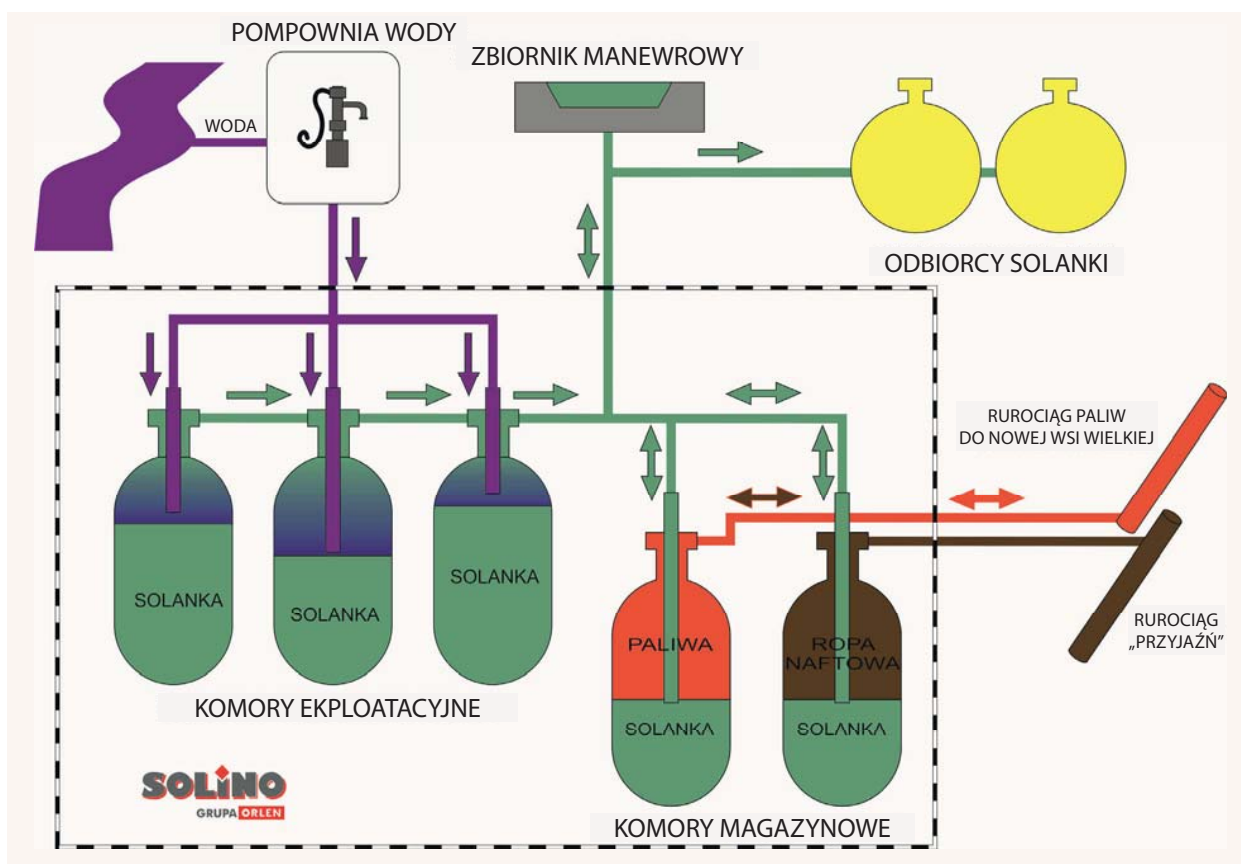 POMPOWNIA WODY
ZBIORNIK MANEWROWY
WODA
ODBIORCY SOLANKI
RUROCIĄG PALIW
DO NOWEJ WSI WIELKIEJ
SOLANKA
SOLANKA
SOLANKA
PALIWA
ROPA
NAFTOWA
RUROCIĄG
„PRZYJAŹŃ”
KOMORY EKPLOATACYJNE
SOLANKA
SOLANKA
SOLINO
GRUPA ORLEN
KOMORY MAGAZYNOWE